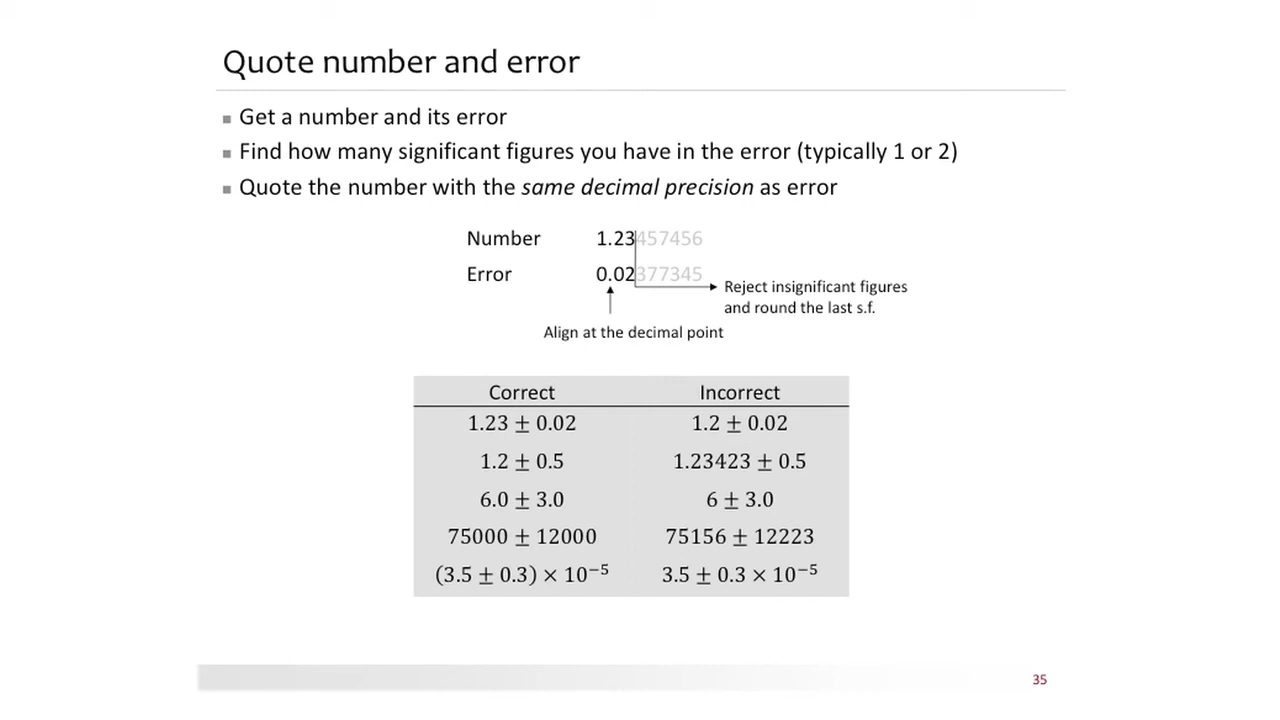 Quote number and error
▪ Get a number and its error
▪ Find how many significant figures you have in the error (typically 1 or 2)
▪ Quote the number with the same decimal precision as error
Number 1.23457456
Error 0.02377345
Reject insignificant figures
and round the last s.f.
Align at the decimal point
Correct Incorrect
1.23 ± 0.02 1.2 ± 0.02
1.2 ± 0.5 1.23423 ± 0.5
6.0 ± 3.0 6 ± 3.0
75000 ± 12000 75156 ± 12223
(3.5 ± 0.3) × 10⁻⁵ 3.5 ± 0.3 × 10⁻⁵
35